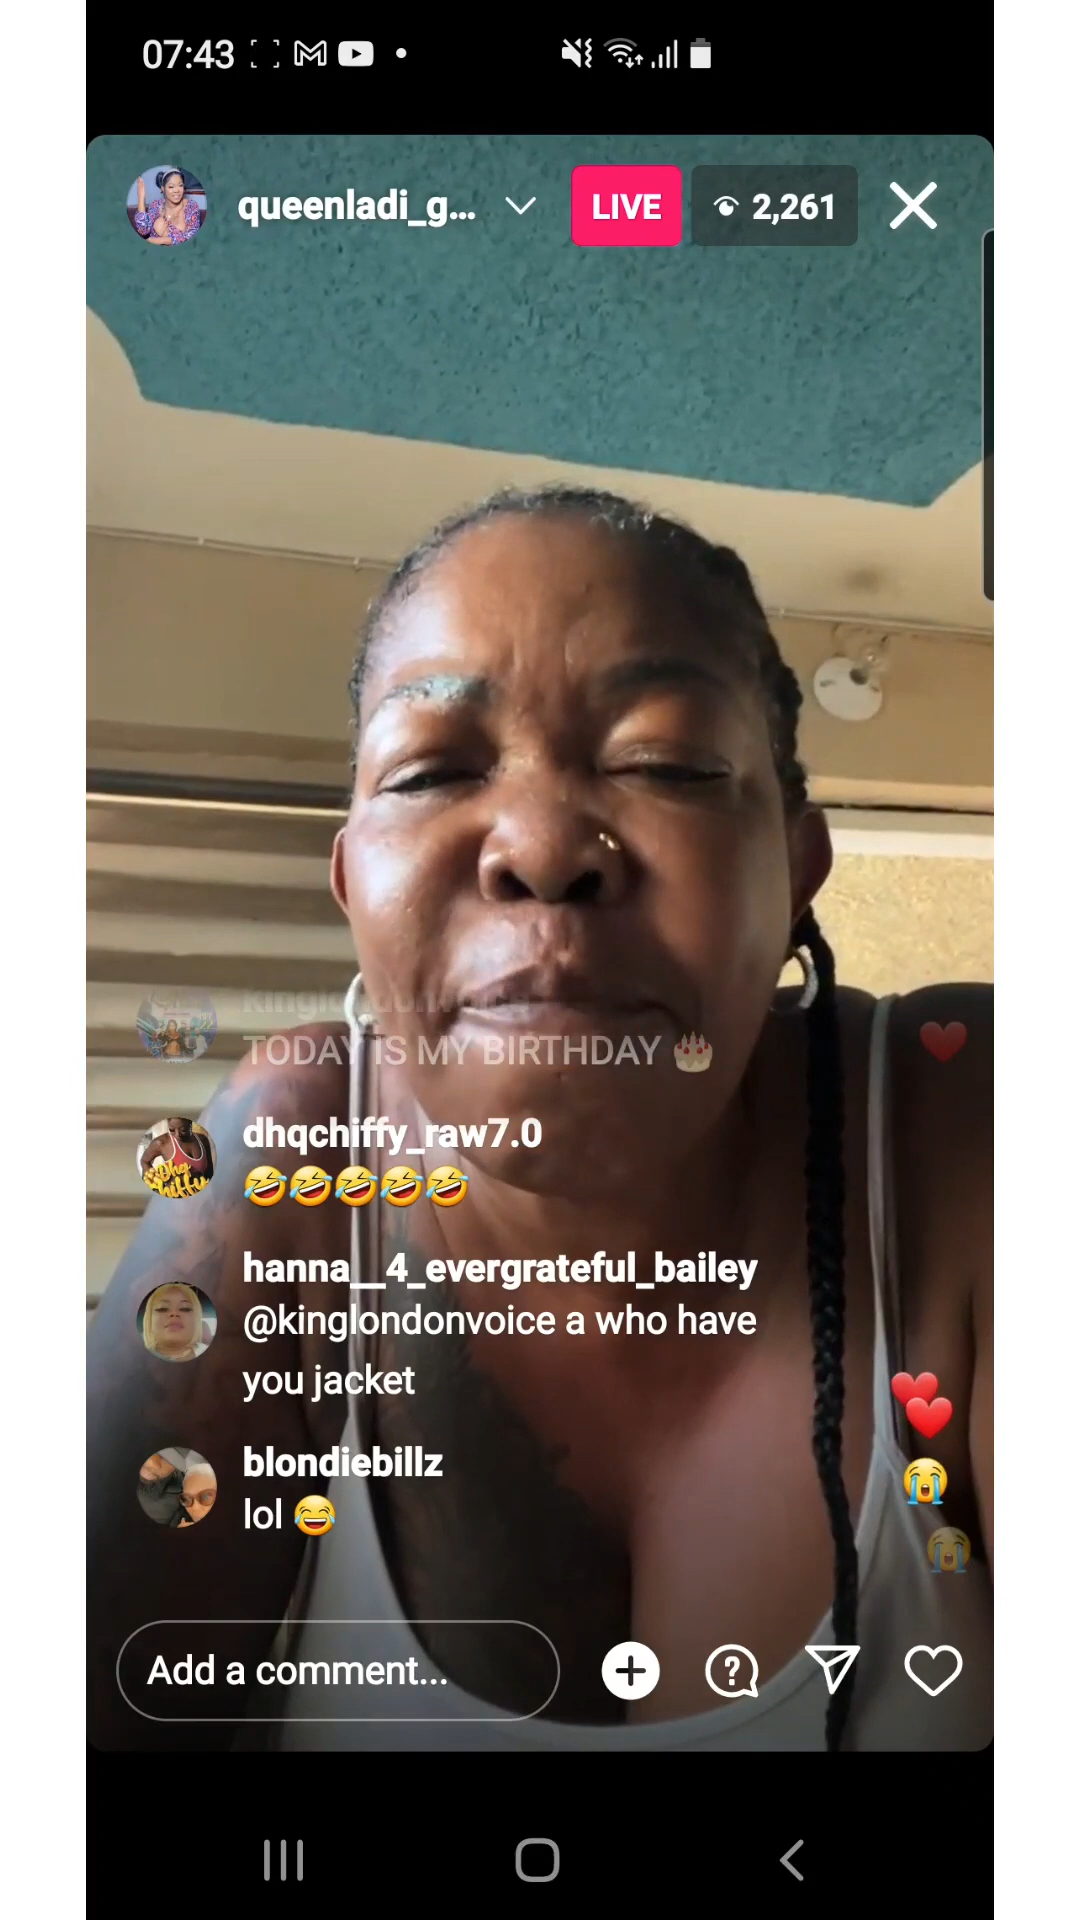 07:43
queenladi_g...
LIVE
2,261
kinglondonvoice
TODAY IS MY BIRTHDAY 🎂
dhqchiffy_raw7.0
🤣🤣🤣🤣🤣
hanna__4_evergrateful_bailey
@kinglondonvoice a who have
you jacket
blondiebillz
lol 😂
Add a comment...